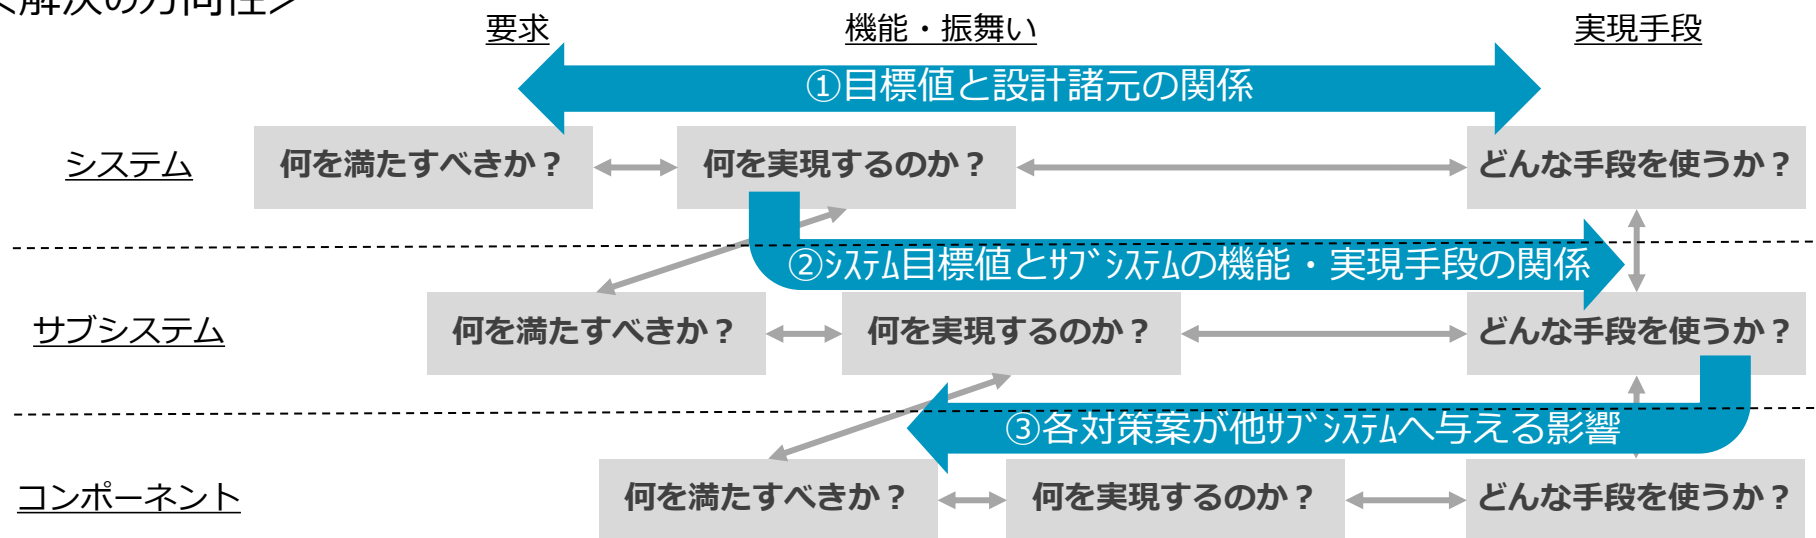 ＜解決の方向性＞
要求 機能・振舞い 実現手段
①目標値と設計諸元の関係
システム 何を満たすべきか？ 何を実現するのか？ どんな手段を使うか？
②ｼｽﾃﾑ目標値とｻﾌﾞｼｽﾃﾑの機能・実現手段の関係
サブシステム 何を満たすべきか？ 何を実現するのか？ どんな手段を使うか？
③各対策案が他ｻﾌﾞｼｽﾃﾑへ与える影響
コンポーネント 何を満たすべきか？ 何を実現するのか？ どんな手段を使うか？